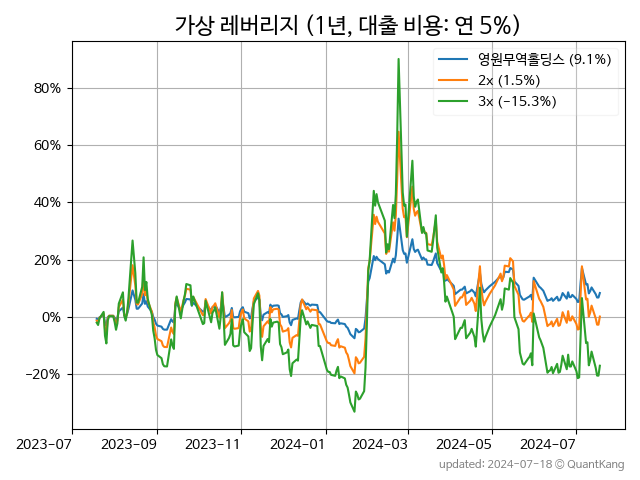 가상 레버리지 (1년, 대출 비용: 연 5%)
영원무역홀딩스 (9.1%)
2x (1.5%)
3x (-15.3%)
80%
60%
40%
20%
0%
−20%
2023-07 2023-09 2023-11 2024-01 2024-03 2024-05 2024-07
updated: 2024-07-18 ⓒ QuantKang